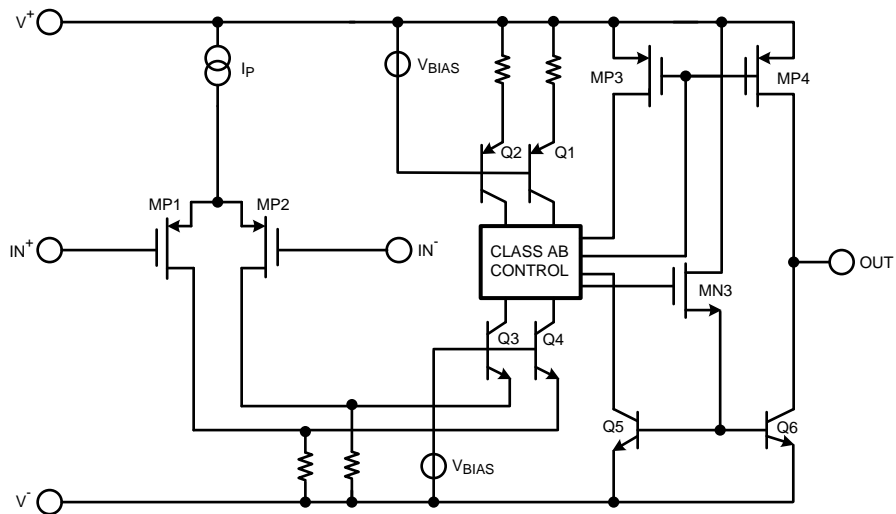 V+
IP
VBIAS
MP3
MP4
Q2
Q1
MP1
MP2
IN+
IN-
CLASS AB
CONTROL
OUT
MN3
Q3
Q4
Q5
Q6
VBIAS
V-